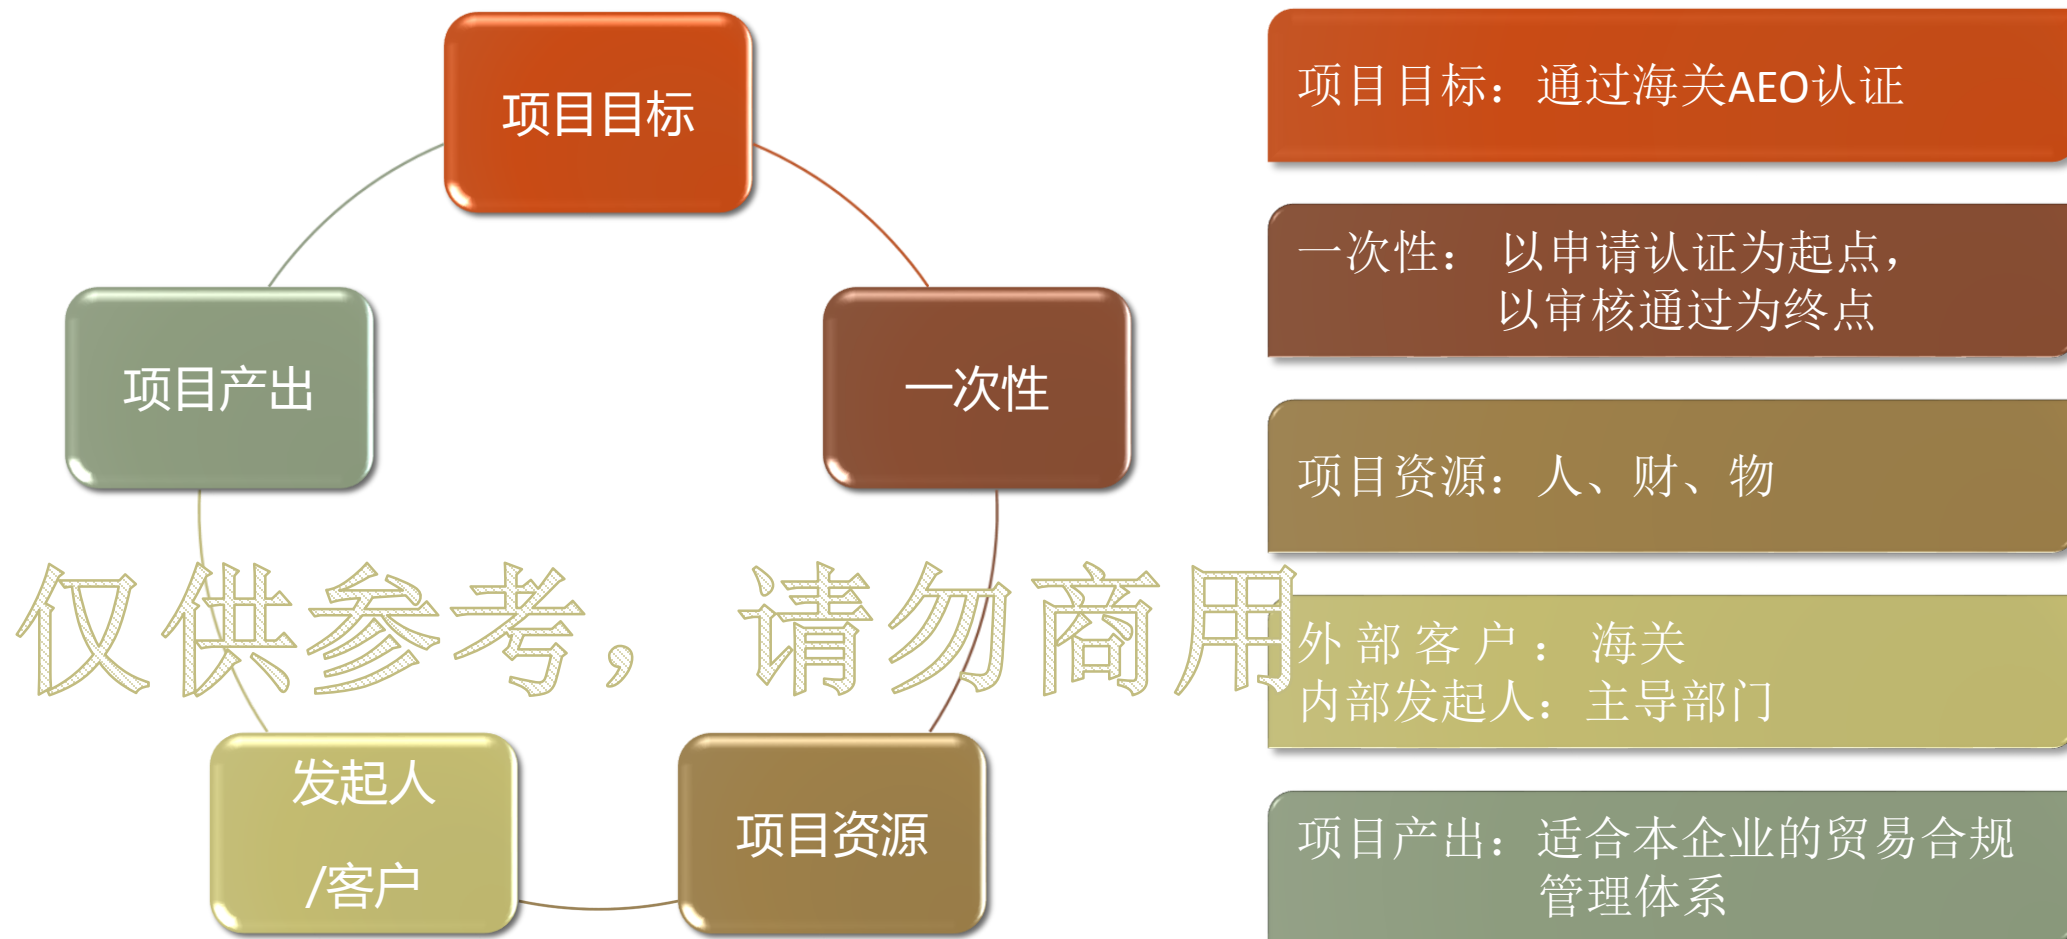 项目目标
一次性
项目资源
发起人
/客户
项目产出
项目目标：通过海关AEO认证
一次性： 以申请认证为起点，
以审核通过为终点
项目资源：人、财、物
外部客户： 海关
内部发起人：主导部门
项目产出：适合本企业的贸易合规
管理体系
仅供参考，请勿商用